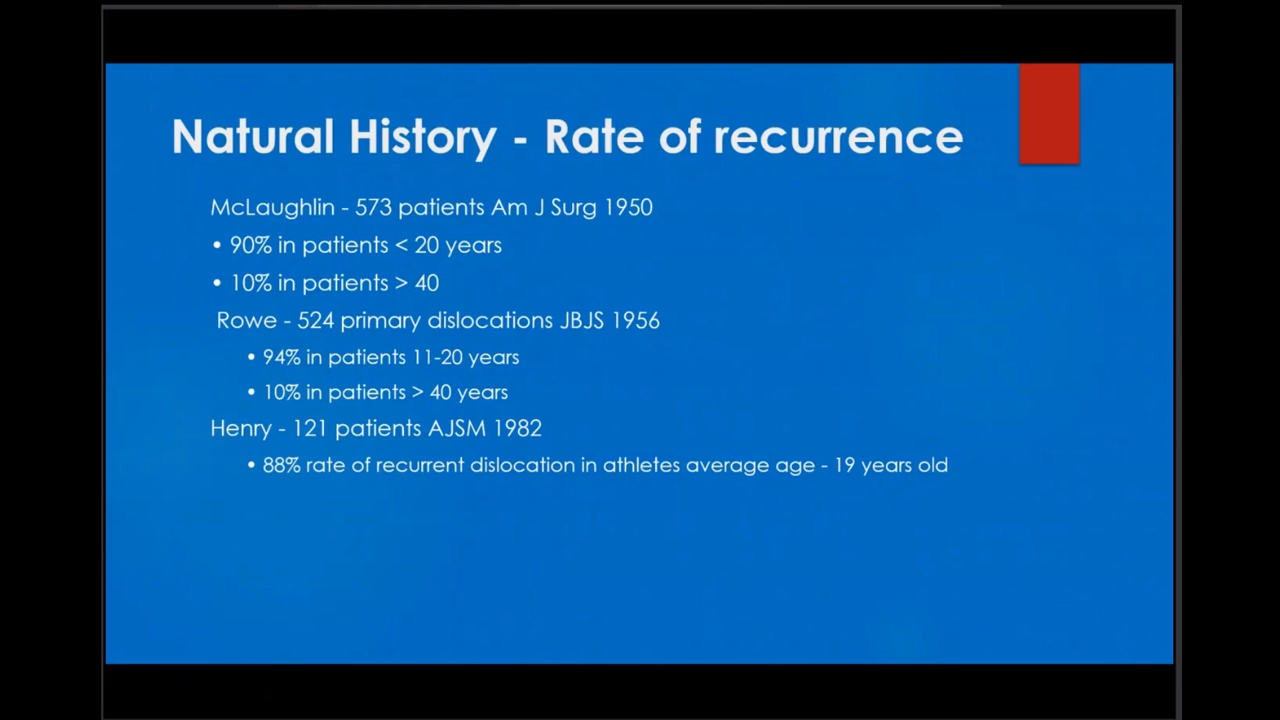 Natural History - Rate of recurrence
McLaughlin - 573 patients Am J Surg 1950
• 90% in patients < 20 years
• 10% in patients > 40
Rowe - 524 primary dislocations JBJS 1956
• 94% in patients 11-20 years
• 10% in patients > 40 years
Henry - 121 patients AJSM 1982
• 88% rate of recurrent dislocation in athletes average age - 19 years old